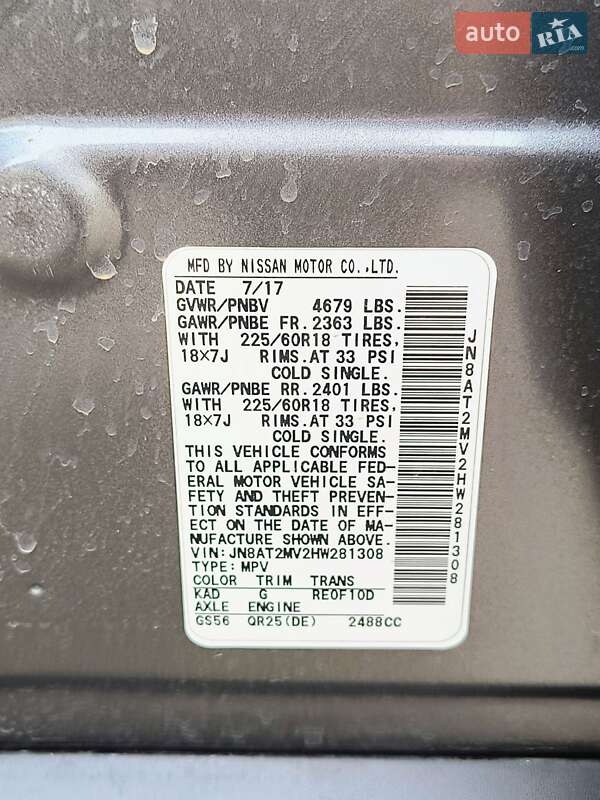 auto RIA.com
MFD BY NISSAN MOTOR CO.,LTD.
DATE 7/17
GVWR/PNBV 4679 LBS.
GAWR/PNBE FR. 2363 LBS.
WITH 225/60R18 TIRES,
18×7J RIMS.AT 33 PSI
COLD SINGLE.
GAWR/PNBE RR. 2401 LBS.
WITH 225/60R18 TIRES,
18×7J RIMS.AT 33 PSI
COLD SINGLE.
THIS VEHICLE CONFORMS
TO ALL APPLICABLE FED-
ERAL MOTOR VEHICLE SA-
FETY AND THEFT PREVEN-
TION STANDARDS IN EFF-
ECT ON THE DATE OF MA-
NUFACTURE SHOWN ABOVE.
VIN:JN8AT2MV2HW281308
TYPE:MPV
COLOR TRIM TRANS
KAD G RE0F10D
AXLE ENGINE
GS56 QR25(DE) 2488CC
JN8AT2MV2HW281308